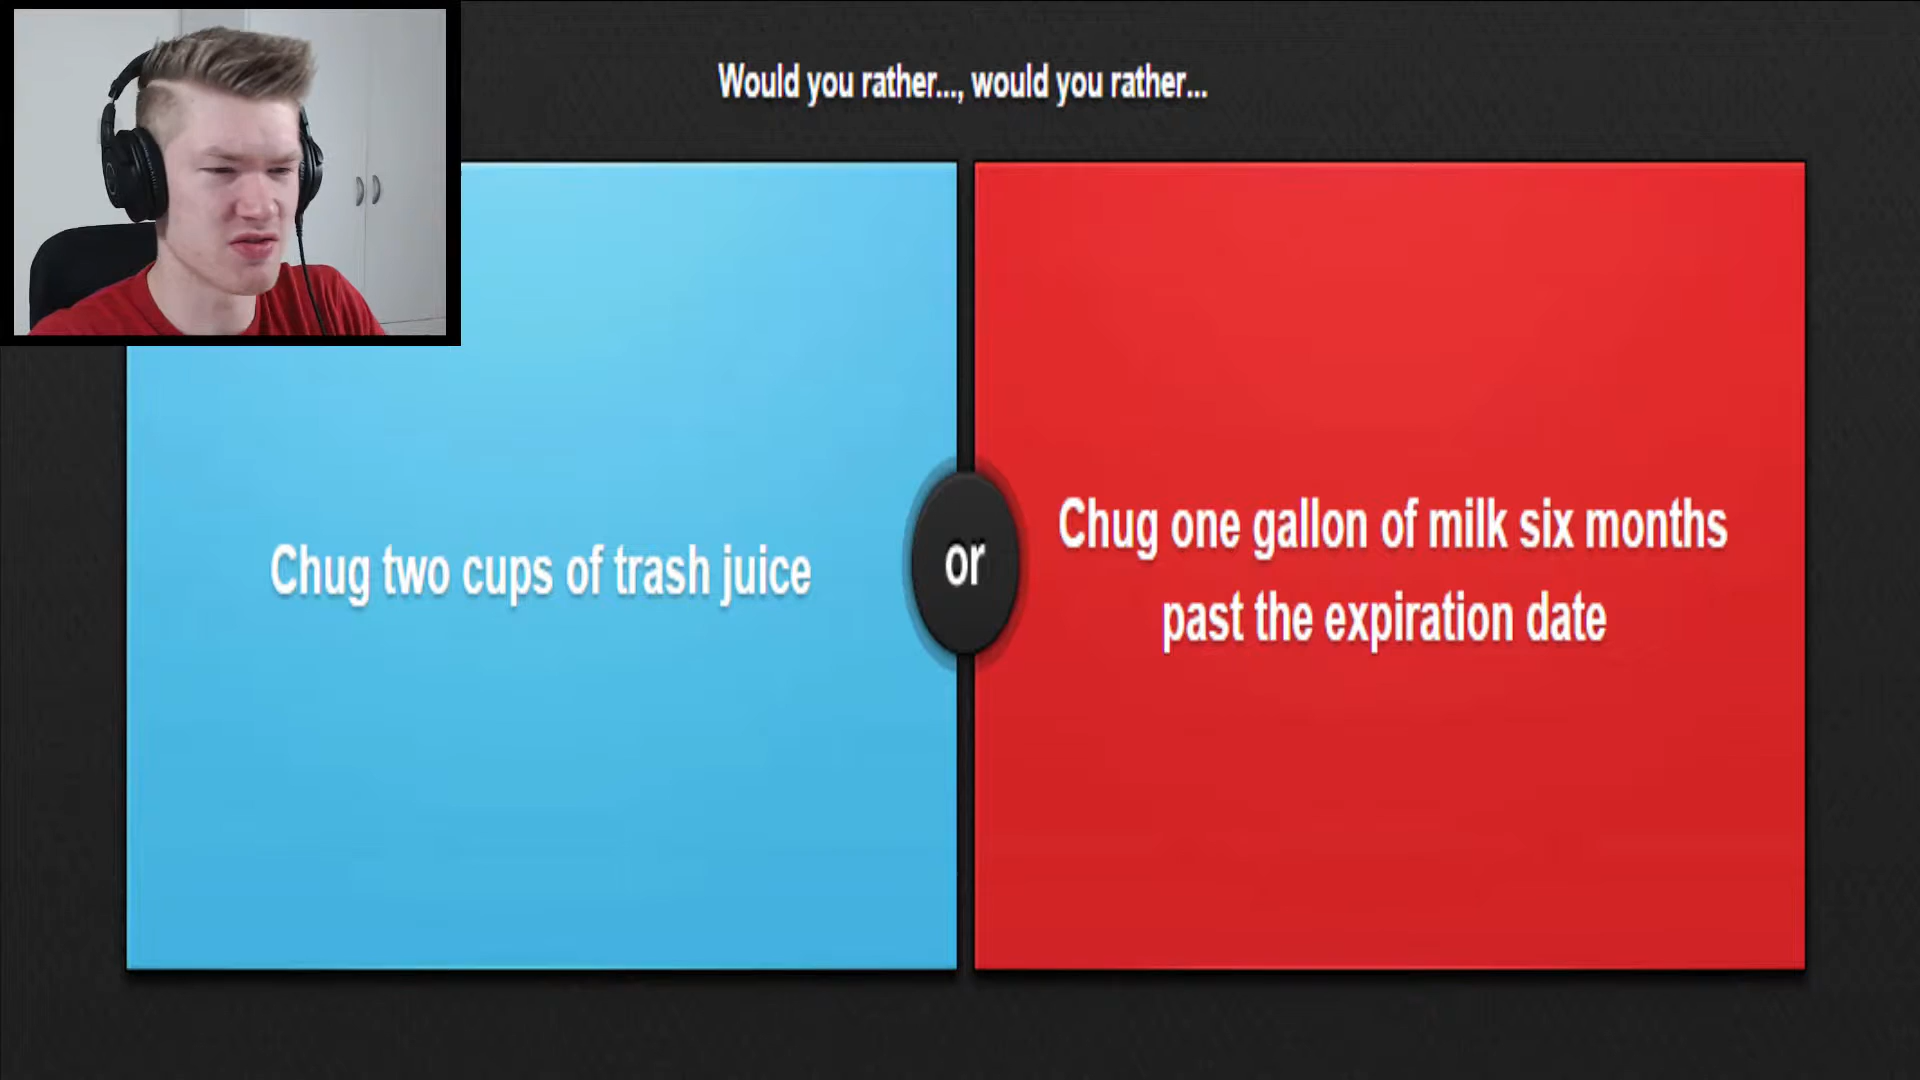 Would you rather..., would you rather...
Chug two cups of trash juice
or
Chug one gallon of milk six months
past the expiration date